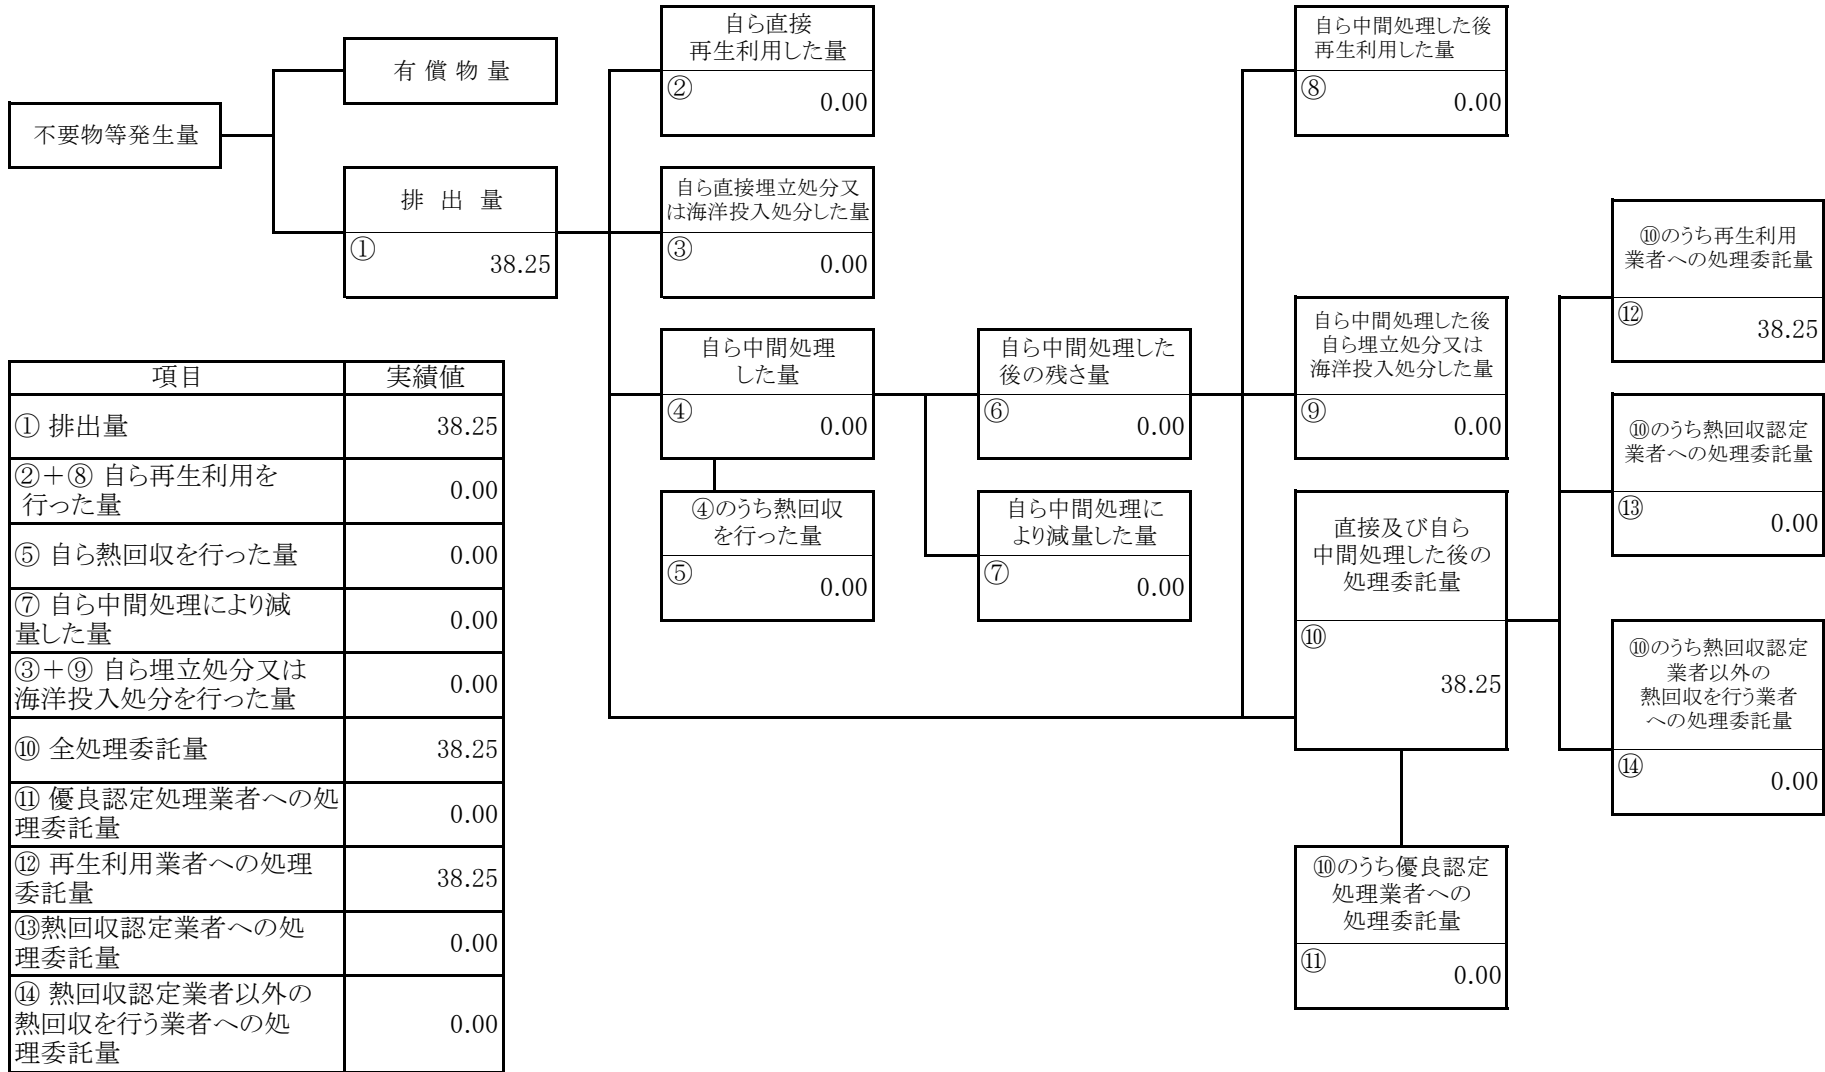 不要物等発生量
有 償 物 量
排 出 量
①
38.25
自ら直接
再生利用した量
②
0.00
自ら直接埋立処分又
は海洋投入処分した量
③
0.00
自ら中間処理
した量
④
0.00
④のうち熱回収
を行った量
⑤
0.00
自ら中間処理した
後の残さ量
⑥
0.00
自ら中間処理に
より減量した量
⑦
0.00
自ら中間処理した後
再生利用した量
⑧
0.00
自ら中間処理した後
自ら埋立処分又は
海洋投入処分した量
⑨
0.00
直接及び自ら
中間処理した後の
処理委託量
⑩
38.25
⑩のうち優良認定
処理業者への
処理委託量
⑪
0.00
⑩のうち再生利用
業者への処理委託量
⑫
38.25
⑩のうち熱回収認定
業者への処理委託量
⑬
0.00
⑩のうち熱回収認定
業者以外の
熱回収を行う業者
への処理委託量
⑭
0.00
項目 実績値
① 排出量 38.25
②＋⑧ 自ら再生利用を
行った量 0.00
⑤ 自ら熱回収を行った量 0.00
⑦ 自ら中間処理により減
量した量 0.00
③＋⑨ 自ら埋立処分又は
海洋投入処分を行った量 0.00
⑩ 全処理委託量 38.25
⑪ 優良認定処理業者への処
理委託量 0.00
⑫ 再生利用業者への処理
委託量 38.25
⑬熱回収認定業者への処
理委託量 0.00
⑭ 熱回収認定業者以外の
熱回収を行う業者への処
理委託量 0.00